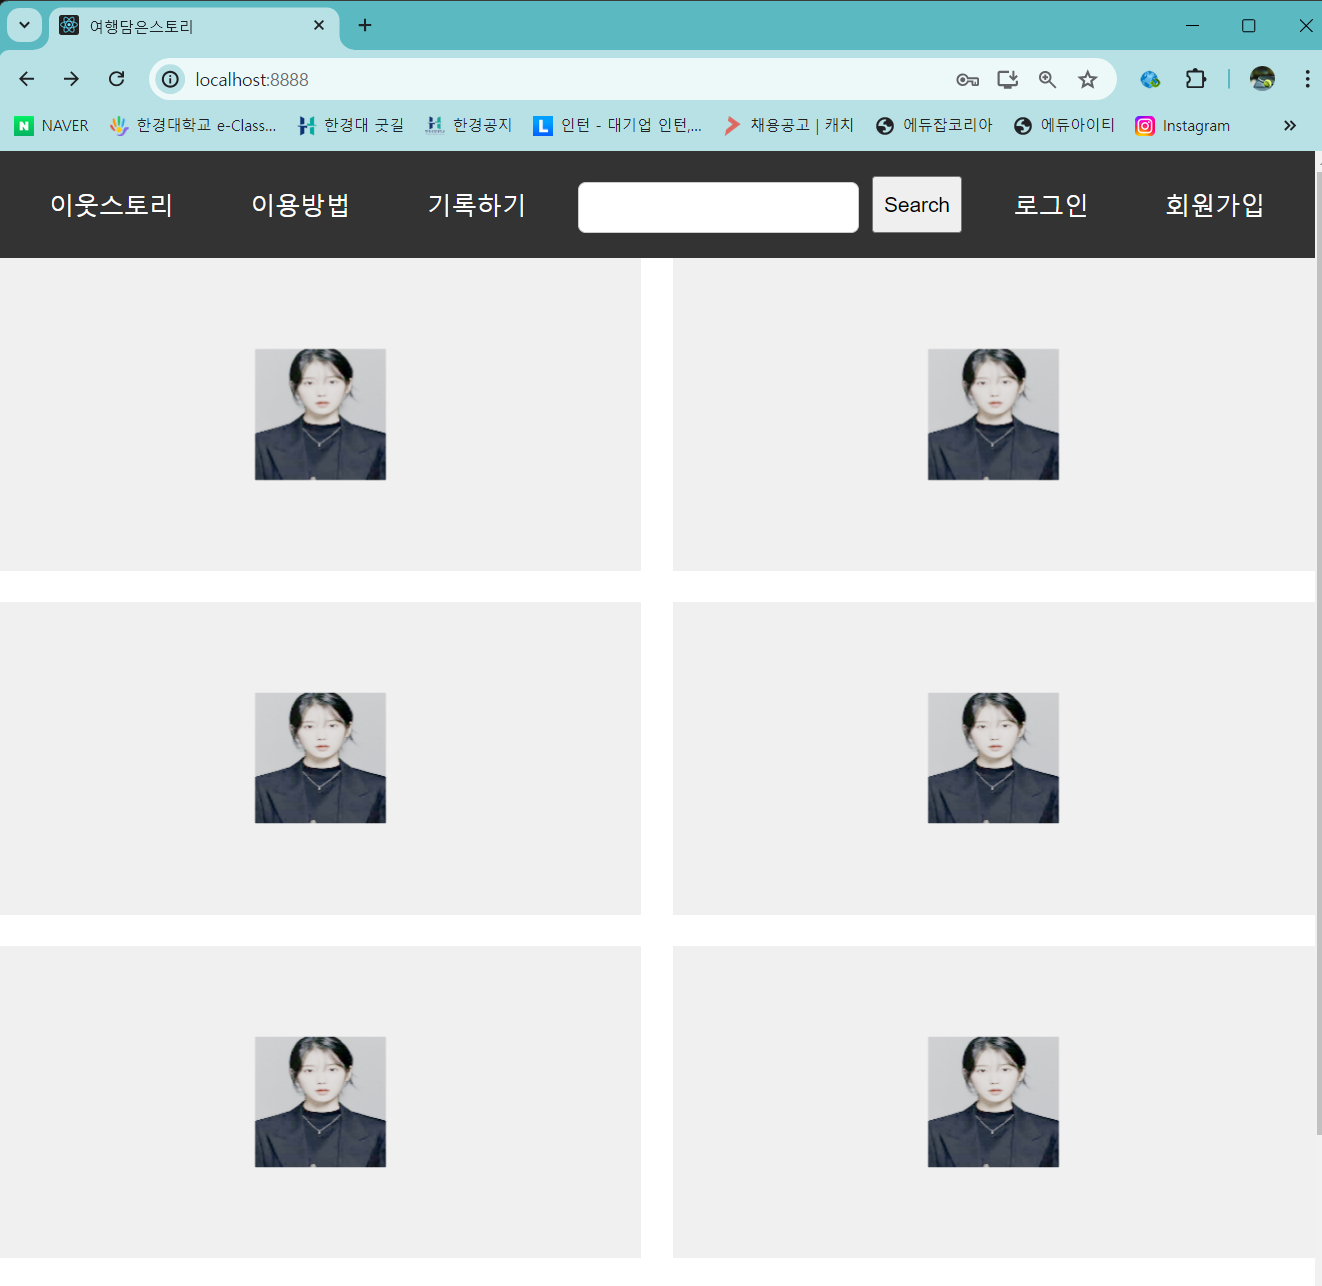 여행담은스토리
localhost:8888
NAVER 한경대학교 e-Class... 한경대 굿길 한경공지 인턴 - 대기업 인턴,... 채용공고 | 캐치 에듀잡코리아 에듀아이티 Instagram
이웃스토리 이용방법 기록하기 Search 로그인 회원가입